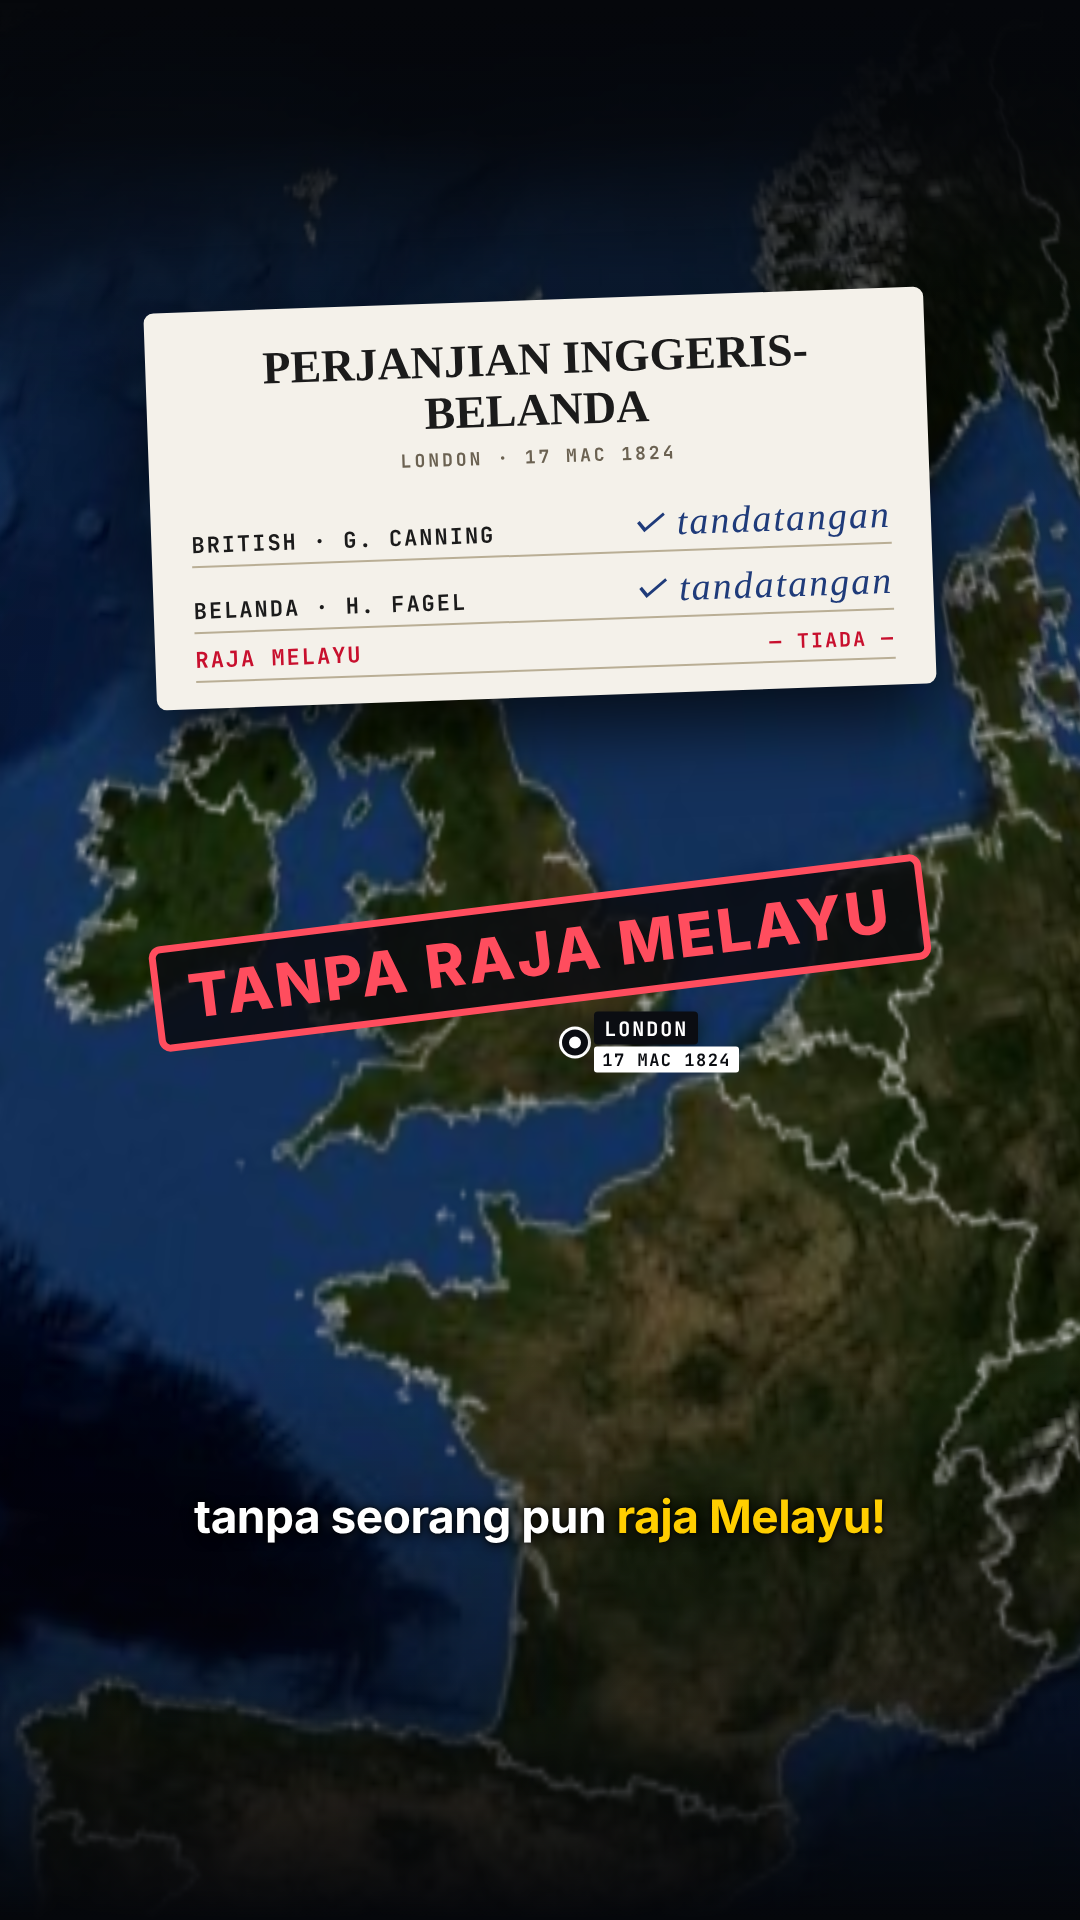 PERJANJIAN INGGERIS-
BELANDA
LONDON · 17 MAC 1824
BRITISH · G. CANNING ✓ tandatangan
BELANDA · H. FAGEL ✓ tandatangan
RAJA MELAYU — TIADA —
TANPA RAJA MELAYU
LONDON
17 MAC 1824
tanpa seorang pun raja Melayu!